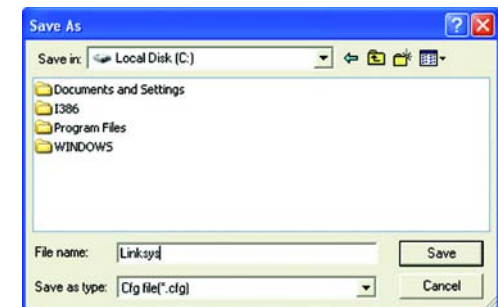 Save As
Save in: Local Disk (C:)
Documents and Settings
I386
Program Files
WINDOWS
File name: Linksys Save
Save as type: Cfg file(*.cfg) Cancel